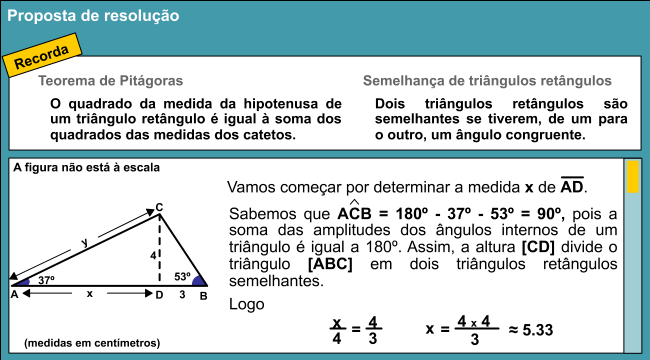 Proposta de resolução
Recorda
Teorema de Pitágoras
O quadrado da medida da hipotenusa de
um triângulo retângulo é igual à soma dos
quadrados das medidas dos catetos.
Semelhança de triângulos retângulos
Dois triângulos retângulos são
semelhantes se tiverem, de um para
o outro, um ângulo congruente.
A figura não está à escala
C
y
4
37º
53º
A
x
D
3
B
(medidas em centímetros)
Vamos começar por determinar a medida x de A̅D̅.
Sabemos que AĈB = 180º - 37º - 53º = 90º, pois a
soma das amplitudes dos ângulos internos de um
triângulo é igual a 180º. Assim, a altura [CD] divide o
triângulo [ABC] em dois triângulos retângulos
semelhantes.
Logo
x/4 = 4/3    x = (4 x 4)/3 ≈ 5.33